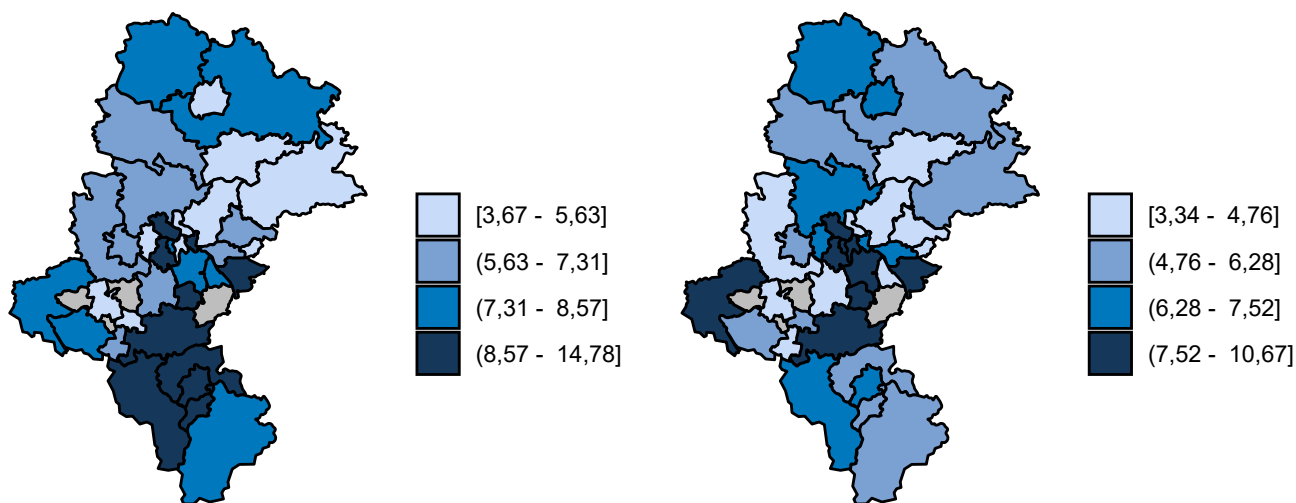 [3,67 - 5,63]
(5,63 - 7,31]
(7,31 - 8,57]
(8,57 - 14,78]
[3,34 - 4,76]
(4,76 - 6,28]
(6,28 - 7,52]
(7,52 - 10,67]